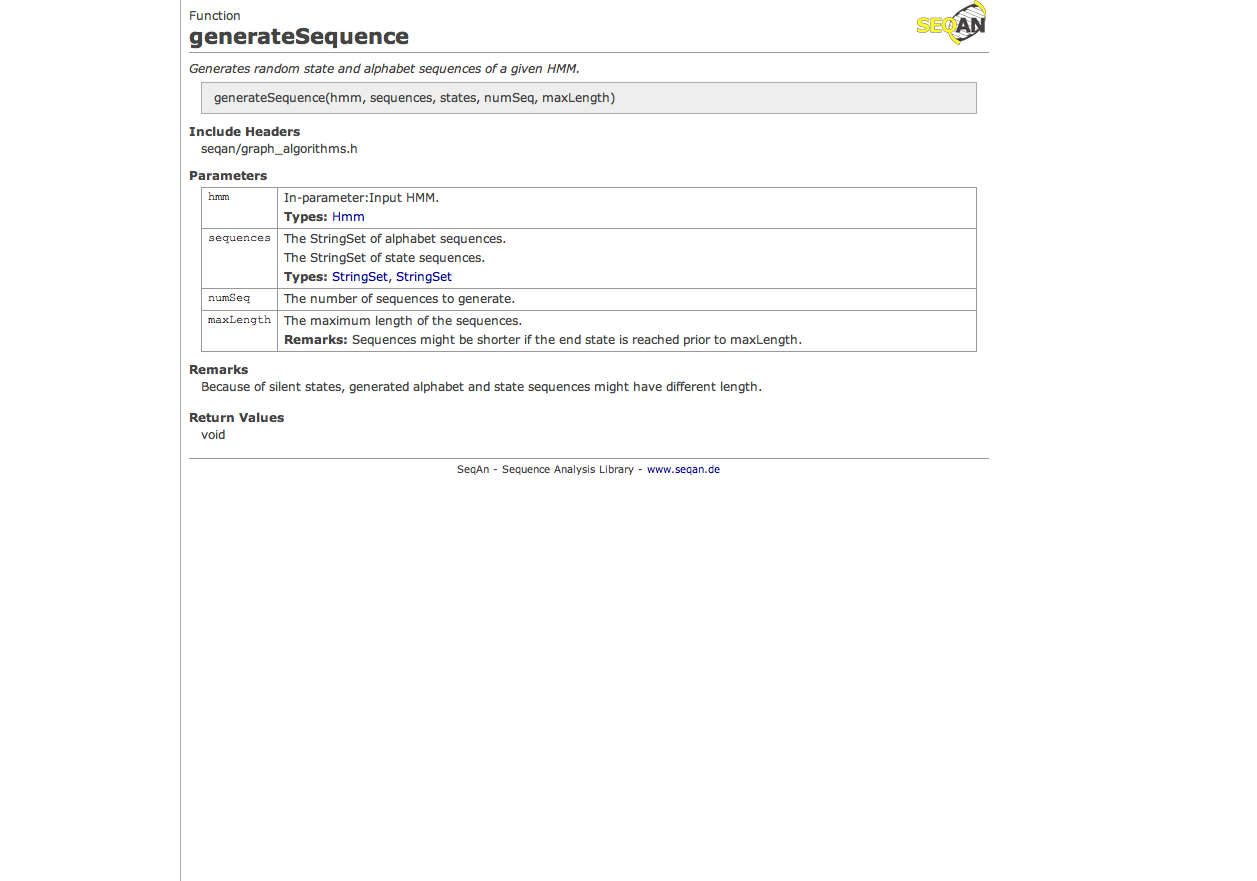 Function
generateSequence
SEQAN
Generates random state and alphabet sequences of a given HMM.
generateSequence(hmm, sequences, states, numSeq, maxLength)
Include Headers
seqan/graph_algorithms.h
Parameters
hmm In-parameter:Input HMM.
Types: Hmm
sequences The StringSet of alphabet sequences.
The StringSet of state sequences.
Types: StringSet, StringSet
numSeq The number of sequences to generate.
maxLength The maximum length of the sequences.
Remarks: Sequences might be shorter if the end state is reached prior to maxLength.
Remarks
Because of silent states, generated alphabet and state sequences might have different length.
Return Values
void
SeqAn - Sequence Analysis Library - www.seqan.de